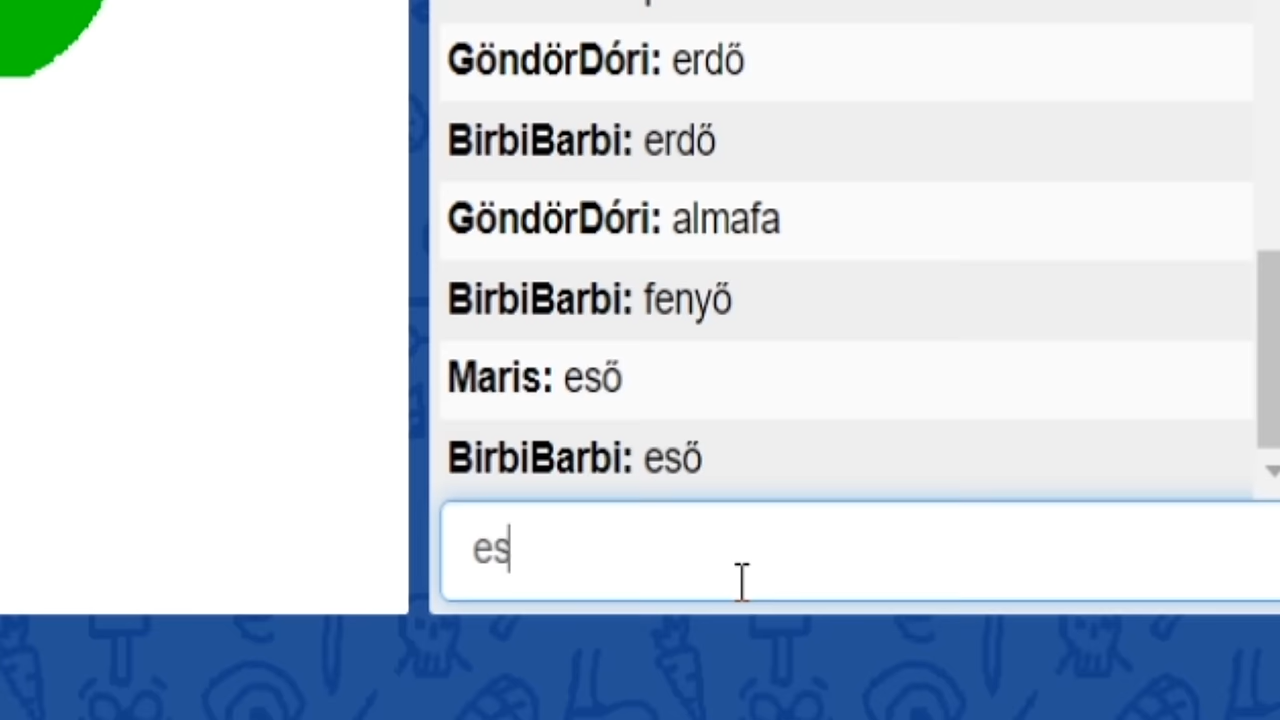 GöndörDóri: erdő
BirbiBarbi: erdő
GöndörDóri: almafa
BirbiBarbi: fenyő
Maris: eső
BirbiBarbi: eső
es